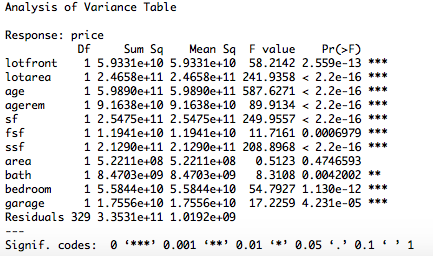 Analysis of Variance Table
Response: price
Df Sum Sq Mean Sq F value Pr(>F)
lotfront 1 5.9331e+10 5.9331e+10 58.2142 2.559e-13 ***
lotarea 1 2.4658e+11 2.4658e+11 241.9358 < 2.2e-16 ***
age 1 5.9890e+11 5.9890e+11 587.6271 < 2.2e-16 ***
agerem 1 9.1638e+10 9.1638e+10 89.9134 < 2.2e-16 ***
sf 1 2.5475e+11 2.5475e+11 249.9557 < 2.2e-16 ***
fsf 1 1.1941e+10 1.1941e+10 11.7161 0.0006979 ***
ssf 1 2.1290e+11 2.1290e+11 208.8968 < 2.2e-16 ***
area 1 5.2211e+08 5.2211e+08 0.5123 0.4746593
bath 1 8.4703e+09 8.4703e+09 8.3108 0.0042002 **
bedroom 1 5.5844e+10 5.5844e+10 54.7927 1.130e-12 ***
garage 1 1.7556e+10 1.7556e+10 17.2259 4.231e-05 ***
Residuals 329 3.3531e+11 1.0192e+09
---
Signif. codes: 0 ‘***’ 0.001 ‘**’ 0.01 ‘*’ 0.05 ‘.’ 0.1 ‘ ’ 1